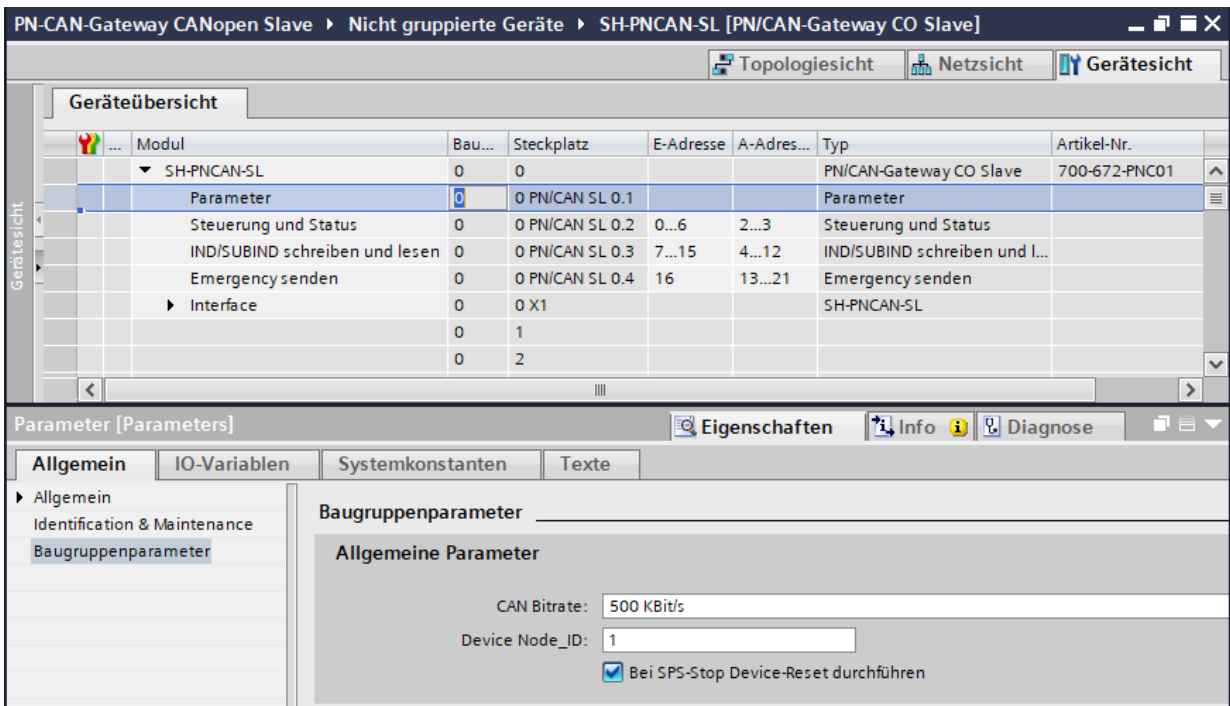 PN-CAN-Gateway CANopen Slave ▸ Nicht gruppierte Geräte ▸ SH-PNCAN-SL [PN/CAN-Gateway CO Slave]
Topologiesicht Netzsicht Gerätesicht
Geräteübersicht
... Modul Bau... Steckplatz E-Adresse A-Adres... Typ Artikel-Nr.
SH-PNCAN-SL 0 0 PN/CAN-Gateway CO Slave 700-672-PNC01
Parameter 0 0 PN/CAN SL 0.1 Parameter
Steuerung und Status 0 0 PN/CAN SL 0.2 0...6 2...3 Steuerung und Status
IND/SUBIND schreiben und lesen 0 0 PN/CAN SL 0.3 7...15 4...12 IND/SUBIND schreiben und l...
Emergency senden 0 0 PN/CAN SL 0.4 16 13...21 Emergency senden
Interface 0 0 X1 SH-PNCAN-SL
0 1
0 2
Gerätesicht
Parameter [Parameters] Eigenschaften Info Diagnose
Allgemein IO-Variablen Systemkonstanten Texte
Allgemein
Identification & Maintenance
Baugruppenparameter
Baugruppenparameter
Allgemeine Parameter
CAN Bitrate: 500 KBit/s
Device Node_ID: 1
Bei SPS-Stop Device-Reset durchführen